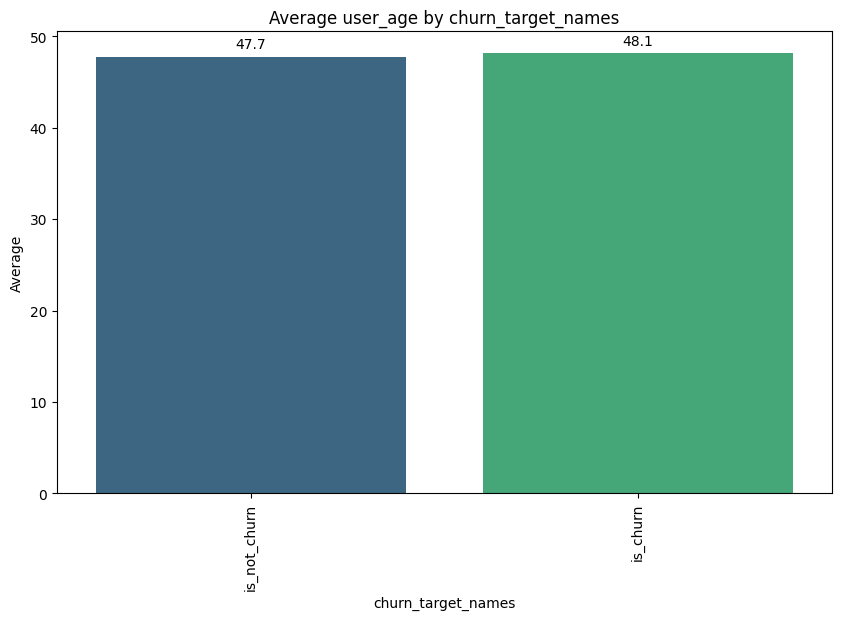 Average user_age by churn_target_names
47.7
48.1
50
40
30
20
10
0
Average
is_not_churn
is_churn
churn_target_names